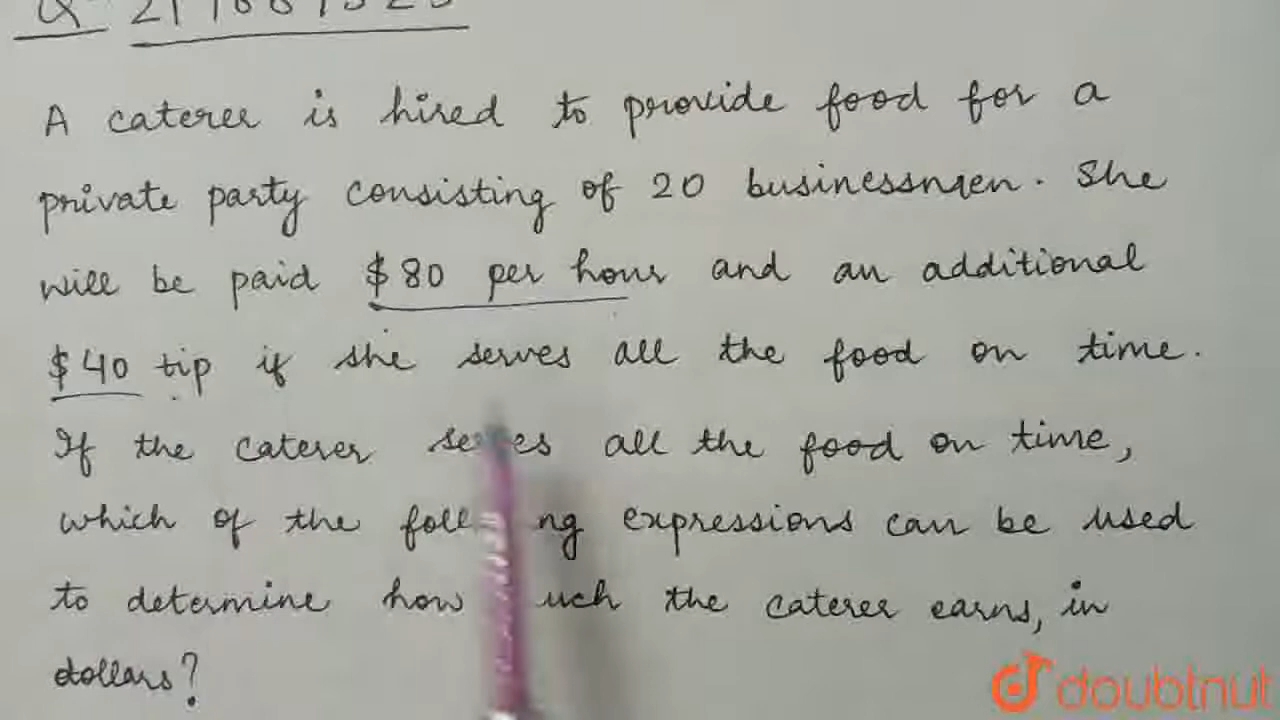 A caterer is hired to provide food for a
private party consisting of 20 businessmen. She
will be paid $80 per hour and an additional
$40 tip if she serves all the food on time.
If the caterer serves all the food on time,
which of the following expressions can be used
to determine how much the caterer earns, in
dollars?
doubtnut